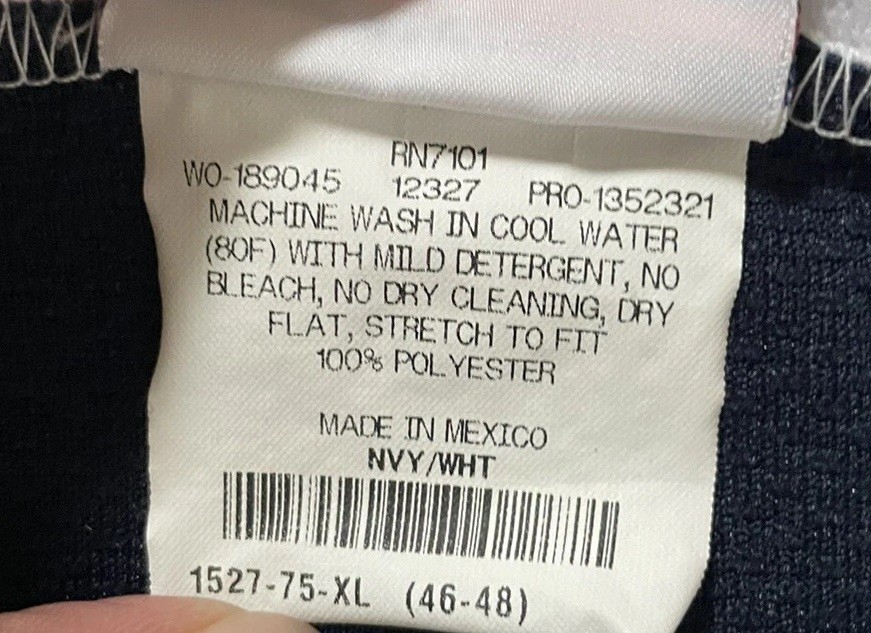 RN7101
WO-189045 12327 PRO-1352321
MACHINE WASH IN COOL WATER
(80F) WITH MILD DETERGENT, NO
BLEACH, NO DRY CLEANING, DRY
FLAT, STRETCH TO FIT
100% POLYESTER
MADE IN MEXICO
NVY/WHT
1527-75-XL (46-48)